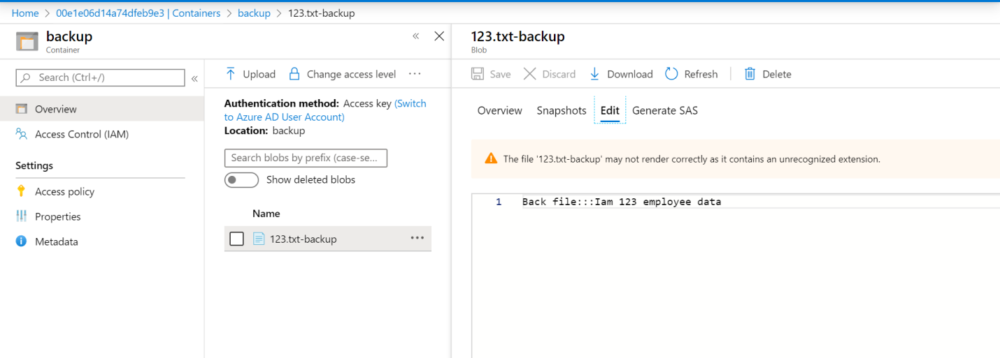 Home > 00e1e06d14a74dfeb9e3 | Containers > backup > 123.txt-backup
backup
Container
Search (Ctrl+/)
Overview
Access Control (IAM)
Settings
Access policy
Properties
Metadata
Upload Change access level ...
Authentication method: Access key (Switch
to Azure AD User Account)
Location: backup
Search blobs by prefix (case-se...
Show deleted blobs
Name
123.txt-backup ...
123.txt-backup
Blob
Save Discard Download Refresh Delete
Overview Snapshots Edit Generate SAS
The file '123.txt-backup' may not render correctly as it contains an unrecognized extension.
1 Back file:::Iam 123 employee data